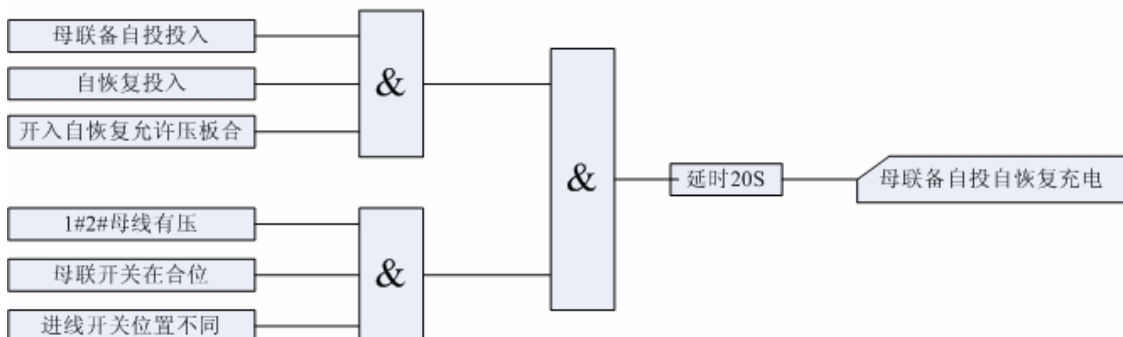 母联备自投投入
自恢复投入
开入自恢复允许压板合
&
&
延时20S
母联备自投自恢复充电
1#2#母线有压
母联开关在合位
进线开关位置不同
&